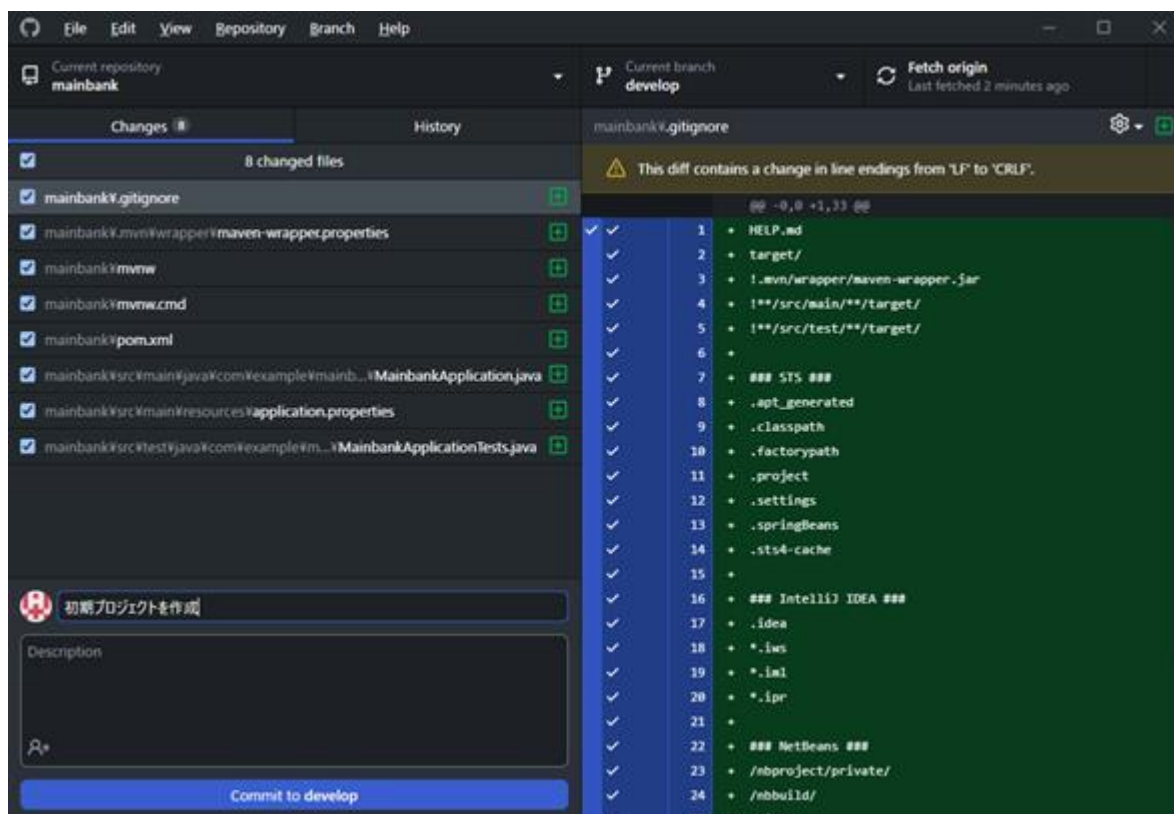 File Edit View Repository Branch Help
Current repository
mainbank
Current branch
develop
Fetch origin
Last fetched 2 minutes ago
Changes 8
History
8 changed files
mainbank¥.gitignore
mainbank¥.mvn¥wrapper¥maven-wrapper.properties
mainbank¥mvnw
mainbank¥mvnw.cmd
mainbank¥pom.xml
mainbank¥src¥main¥java¥com¥example¥mainb...¥MainbankApplication.java
mainbank¥src¥main¥resources¥application.properties
mainbank¥src¥test¥java¥com¥example¥m...¥MainbankApplicationTests.java
初期プロジェクトを作成
Description
Commit to develop
mainbank¥.gitignore
This diff contains a change in line endings from 'LF' to 'CRLF'.
@@ -0,0 +1,33 @@
1 + HELP.md
2 + target/
3 + !.mvn/wrapper/maven-wrapper.jar
4 + !**/src/main/**/target/
5 + !**/src/test/**/target/
6 +
7 + ### STS ###
8 + .apt_generated
9 + .classpath
10 + .factorypath
11 + .project
12 + .settings
13 + .springBeans
14 + .sts4-cache
15 +
16 + ### IntelliJ IDEA ###
17 + .idea
18 + *.iws
19 + *.iml
20 + *.ipr
21 +
22 + ### NetBeans ###
23 + /nbproject/private/
24 + /nbbuild/